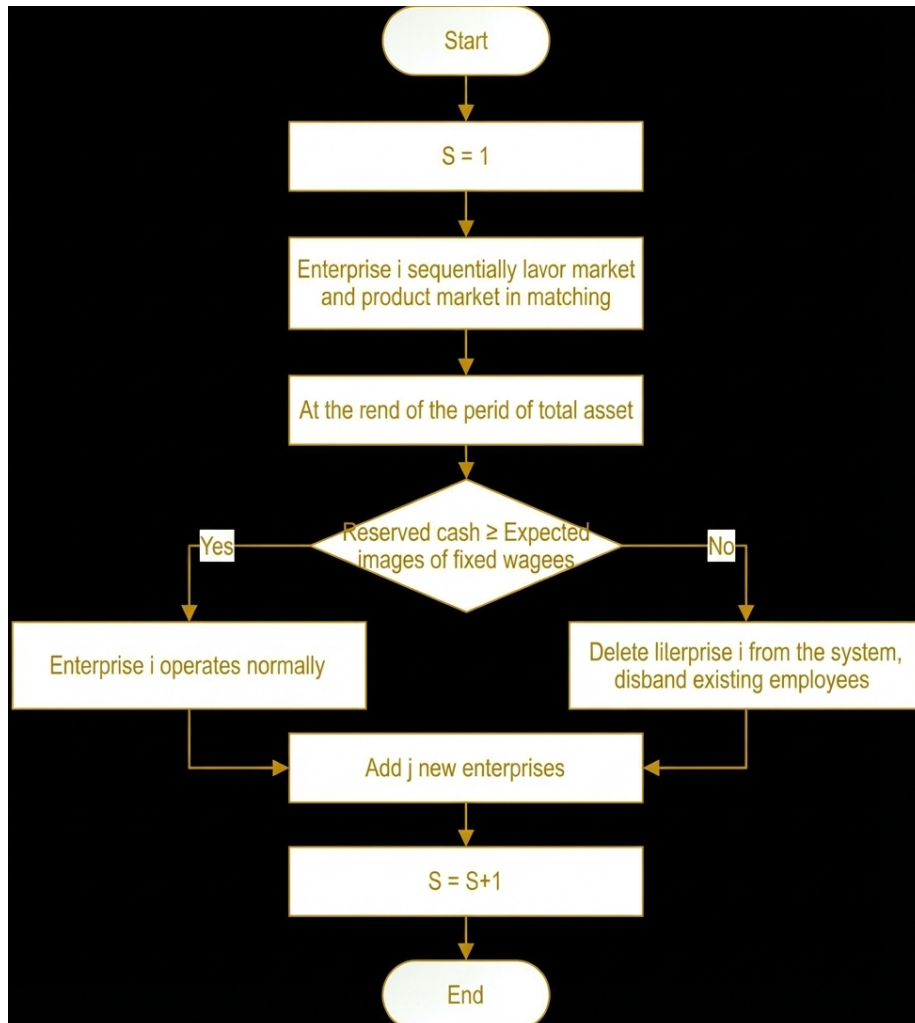 Start
S = 1
Enterprise i sequentially lavor market
and product market in matching
At the rend of the perid of total asset
Reserved cash ≥ Expected
images of fixed wagees
Yes
No
Enterprise i operates normally
Delete lilerprise i from the system,
disband existing employees
Add j new enterprises
S = S+1
End